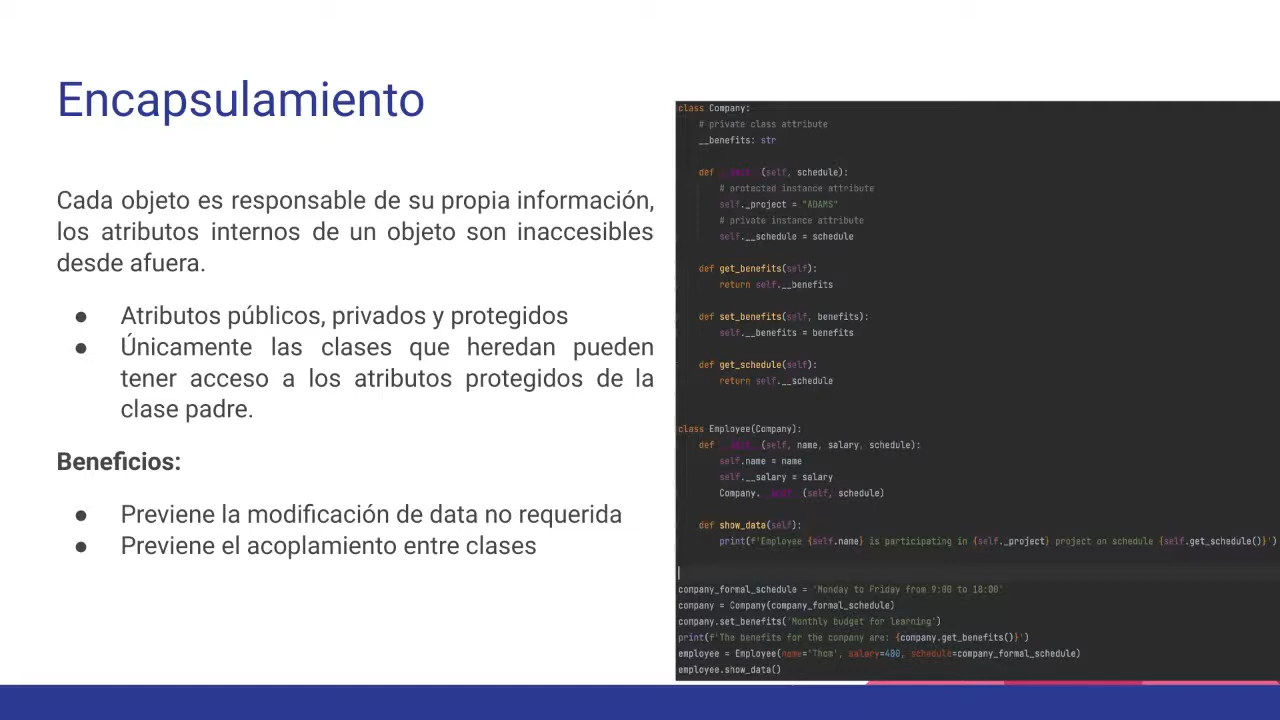 Encapsulamiento
Cada objeto es responsable de su propia información,
los atributos internos de un objeto son inaccesibles
desde afuera.
● Atributos públicos, privados y protegidos
● Únicamente las clases que heredan pueden
tener acceso a los atributos protegidos de la
clase padre.
Beneficios:
● Previene la modificación de data no requerida
● Previene el acoplamiento entre clases
class Company:
# private class attribute
__benefits: str
def __init__(self, schedule):
# protected instance attribute
self._project = "ADAMS"
# private instance attribute
self.__schedule = schedule
def get_benefits(self):
return self.__benefits
def set_benefits(self, benefits):
self.__benefits = benefits
def get_schedule(self):
return self.__schedule
class Employee(Company):
def __init__(self, name, salary, schedule):
self.name = name
self.__salary = salary
Company.__init__(self, schedule)
def show_data(self):
print(f'Employee {self.name} is participating in {self._project} project on schedule {self.get_schedule()}')
company_formal_schedule = 'Monday to Friday from 9:00 to 18:00'
company = Company(company_formal_schedule)
company.set_benefits('Monthly budget for learning')
print(f'The benefits for the company are: {company.get_benefits()}')
employee = Employee(name='Thom', salary=400, schedule=company_formal_schedule)
employee.show_data()